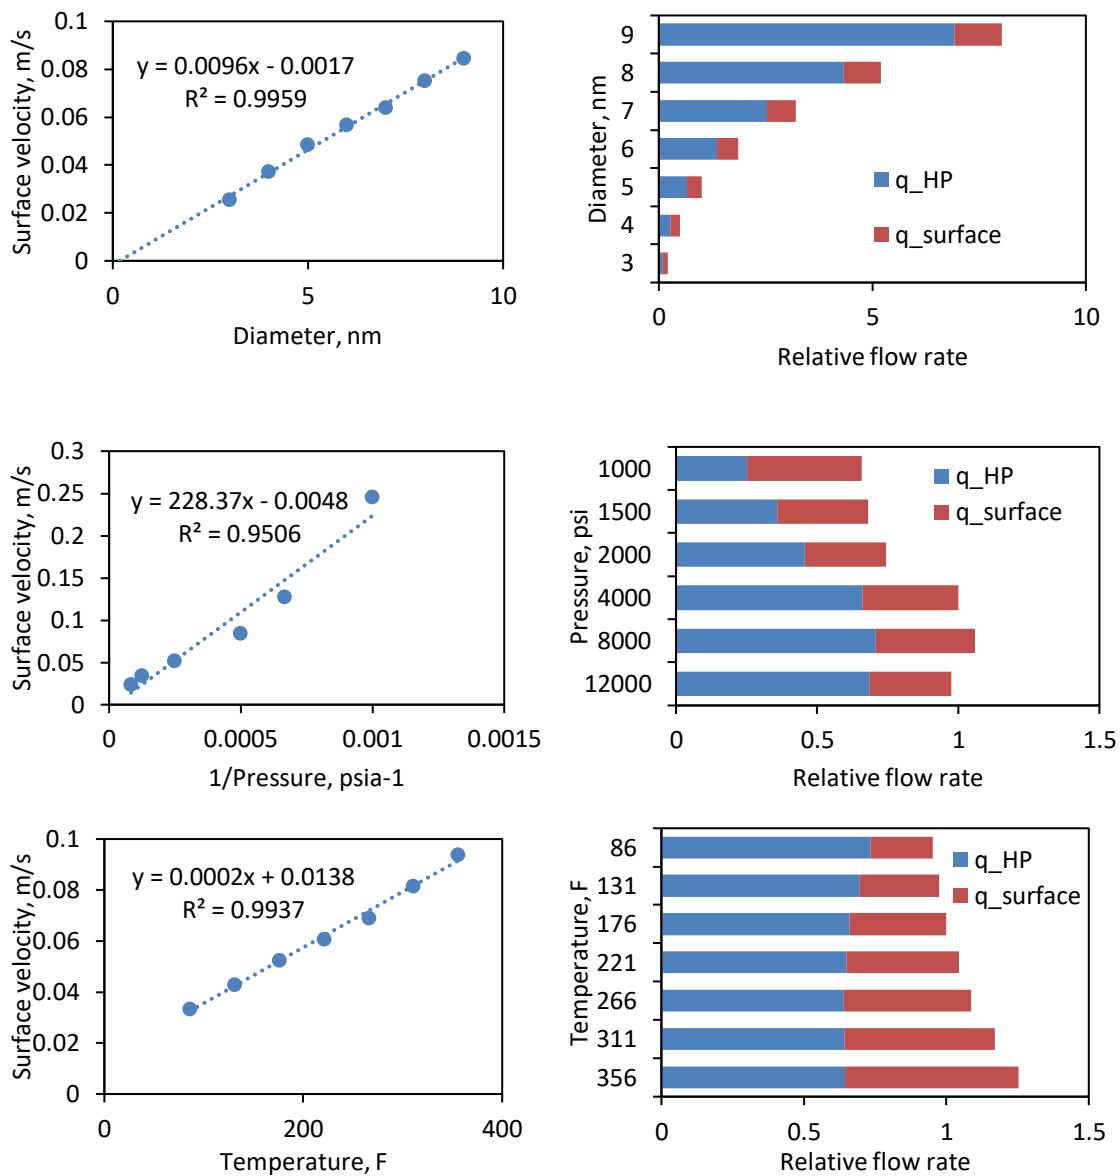 Surface velocity, m/s
0.1
0.08
0.06
0.04
0.02
0
y = 0.0096x - 0.0017
R² = 0.9959
0 5 10
Diameter, nm
Diameter, nm
9
8
7
6
5
4
3
q_HP
q_surface
0 5 10
Relative flow rate
Surface velocity, m/s
0.3
0.25
0.2
0.15
0.1
0.05
0
y = 228.37x - 0.0048
R² = 0.9506
0 0.0005 0.001 0.0015
1/Pressure, psia-1
Pressure, psi
1000
1500
2000
4000
8000
12000
q_HP
q_surface
0 0.5 1 1.5
Relative flow rate
Surface velocity, m/s
0.1
0.08
0.06
0.04
0.02
0
y = 0.0002x + 0.0138
R² = 0.9937
0 200 400
Temperature, F
Temperature, F
86
131
176
221
266
311
356
q_HP
q_surface
0 0.5 1 1.5
Relative flow rate